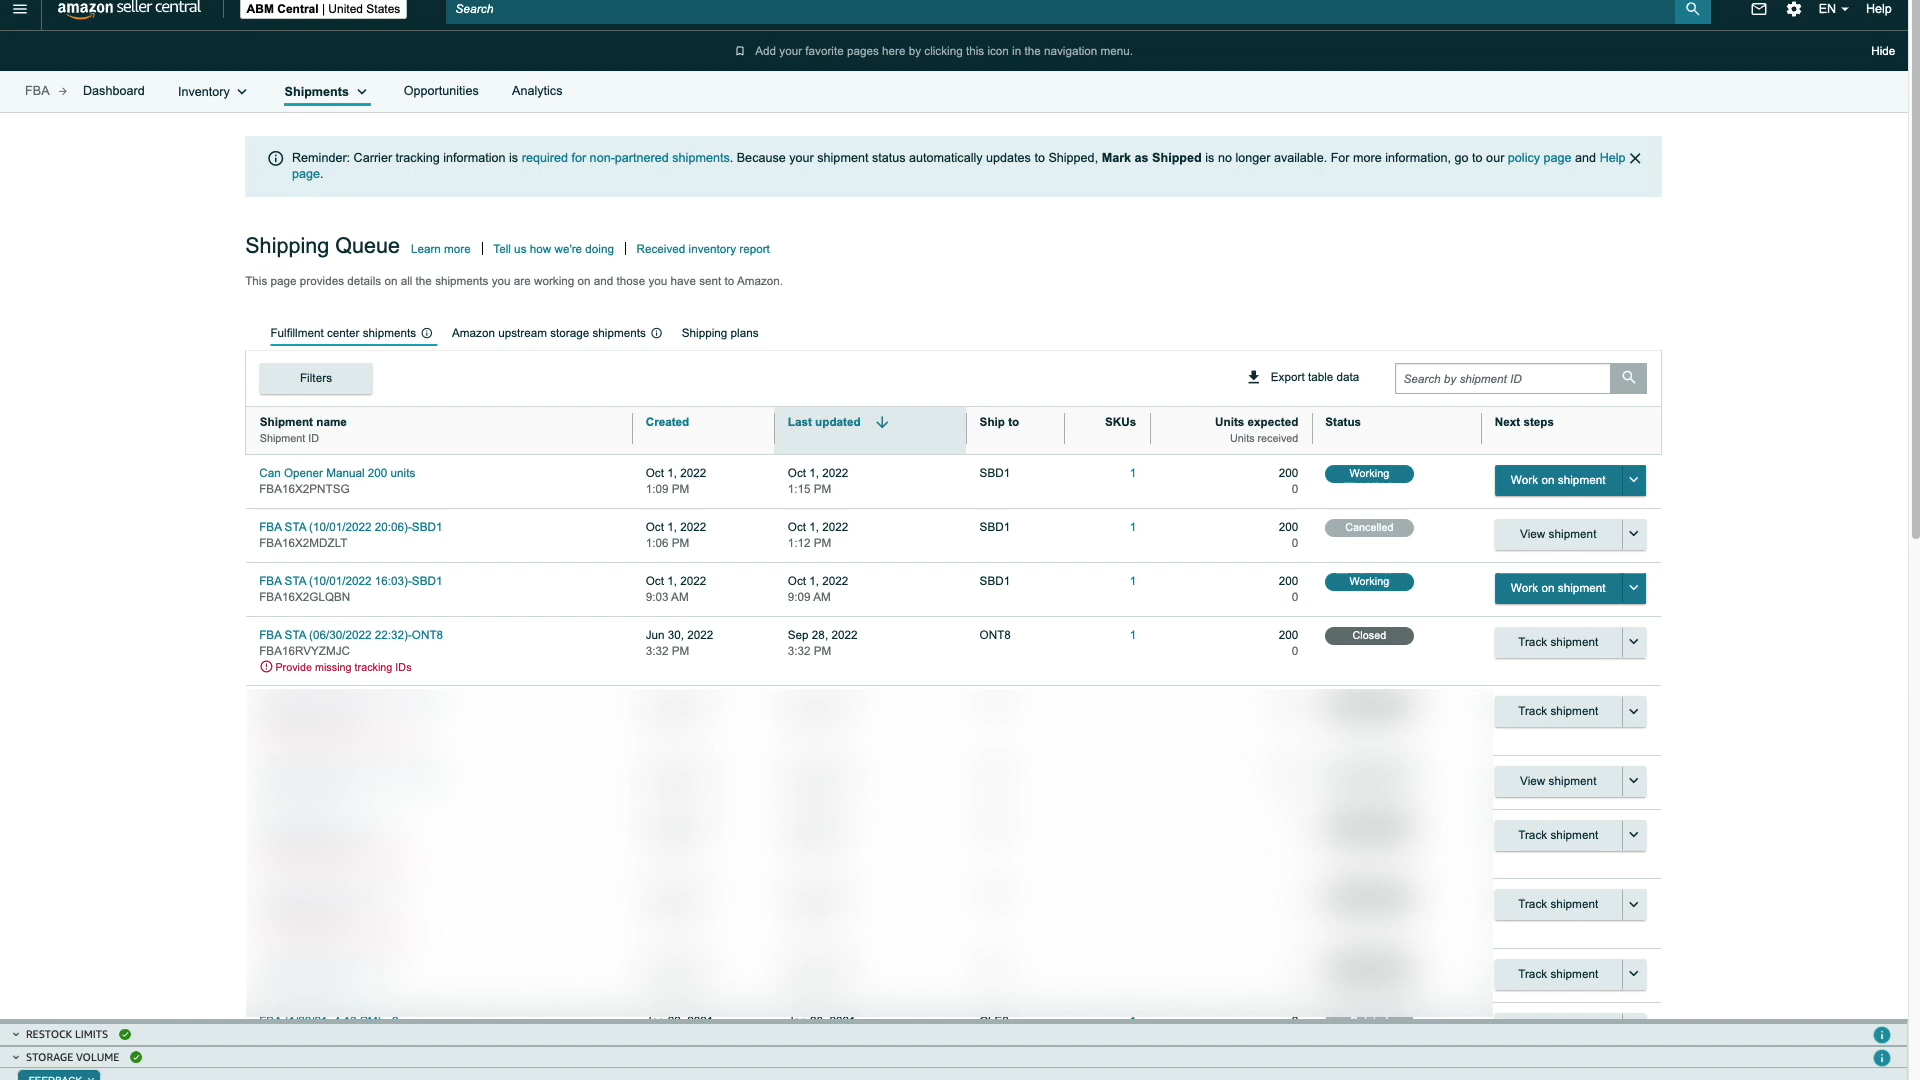 amazon seller central
ABM Central | United States
Search
EN
Help
Add your favorite pages here by clicking this icon in the navigation menu.
Hide
FBA → Dashboard
Inventory
Shipments
Opportunities
Analytics
Reminder: Carrier tracking information is required for non-partnered shipments. Because your shipment status automatically updates to Shipped, Mark as Shipped is no longer available. For more information, go to our policy page and Help
page.
Shipping Queue Learn more | Tell us how we're doing | Received inventory report
This page provides details on all the shipments you are working on and those you have sent to Amazon.
Fulfillment center shipments
Amazon upstream storage shipments
Shipping plans
Filters
Export table data
Search by shipment ID
Shipment name Created Last updated Ship to SKUs Units expected Status Next steps
Shipment ID Units received
Can Opener Manual 200 units Oct 1, 2022 Oct 1, 2022 SBD1 1 200 Working Work on shipment
FBA16X2PNTSG 1:09 PM 1:15 PM 0
FBA STA (10/01/2022 20:06)-SBD1 Oct 1, 2022 Oct 1, 2022 SBD1 1 200 Cancelled View shipment
FBA16X2MDZLT 1:06 PM 1:12 PM 0
FBA STA (10/01/2022 16:03)-SBD1 Oct 1, 2022 Oct 1, 2022 SBD1 1 200 Working Work on shipment
FBA16X2GLQBN 9:03 AM 9:09 AM 0
FBA STA (06/30/2022 22:32)-ONT8 Jun 30, 2022 Sep 28, 2022 ONT8 1 200 Closed Track shipment
FBA16RVYZMJC 3:32 PM 3:32 PM 0
Provide missing tracking IDs
Track shipment
View shipment
Track shipment
Track shipment
Track shipment
RESTOCK LIMITS
STORAGE VOLUME
FEEDBACK